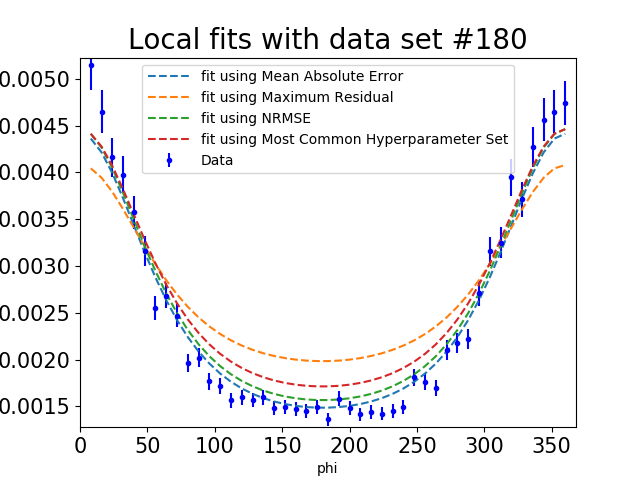 Local fits with data set #180
fit using Mean Absolute Error
fit using Maximum Residual
fit using NRMSE
fit using Most Common Hyperparameter Set
Data
0.0050
0.0045
0.0040
0.0035
0.0030
0.0025
0.0020
0.0015
0 50 100 150 200 250 300 350
phi